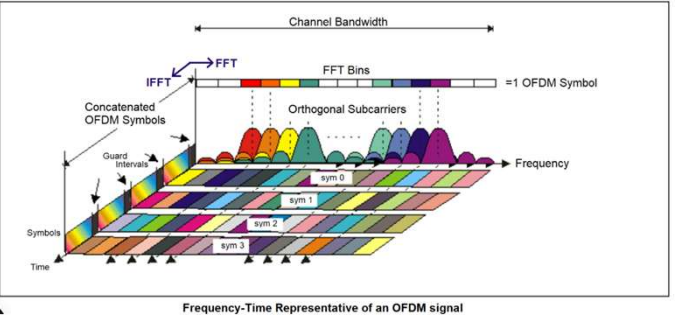 Channel Bandwidth
FFT
IFFT
FFT Bins
=1 OFDM Symbol
Concatenated
OFDM Symbols
Orthogonal Subcarriers
Guard
Intervals
Frequency
sym 0
sym 1
sym 2
sym 3
Symbols
Time
Frequency-Time Representative of an OFDM signal